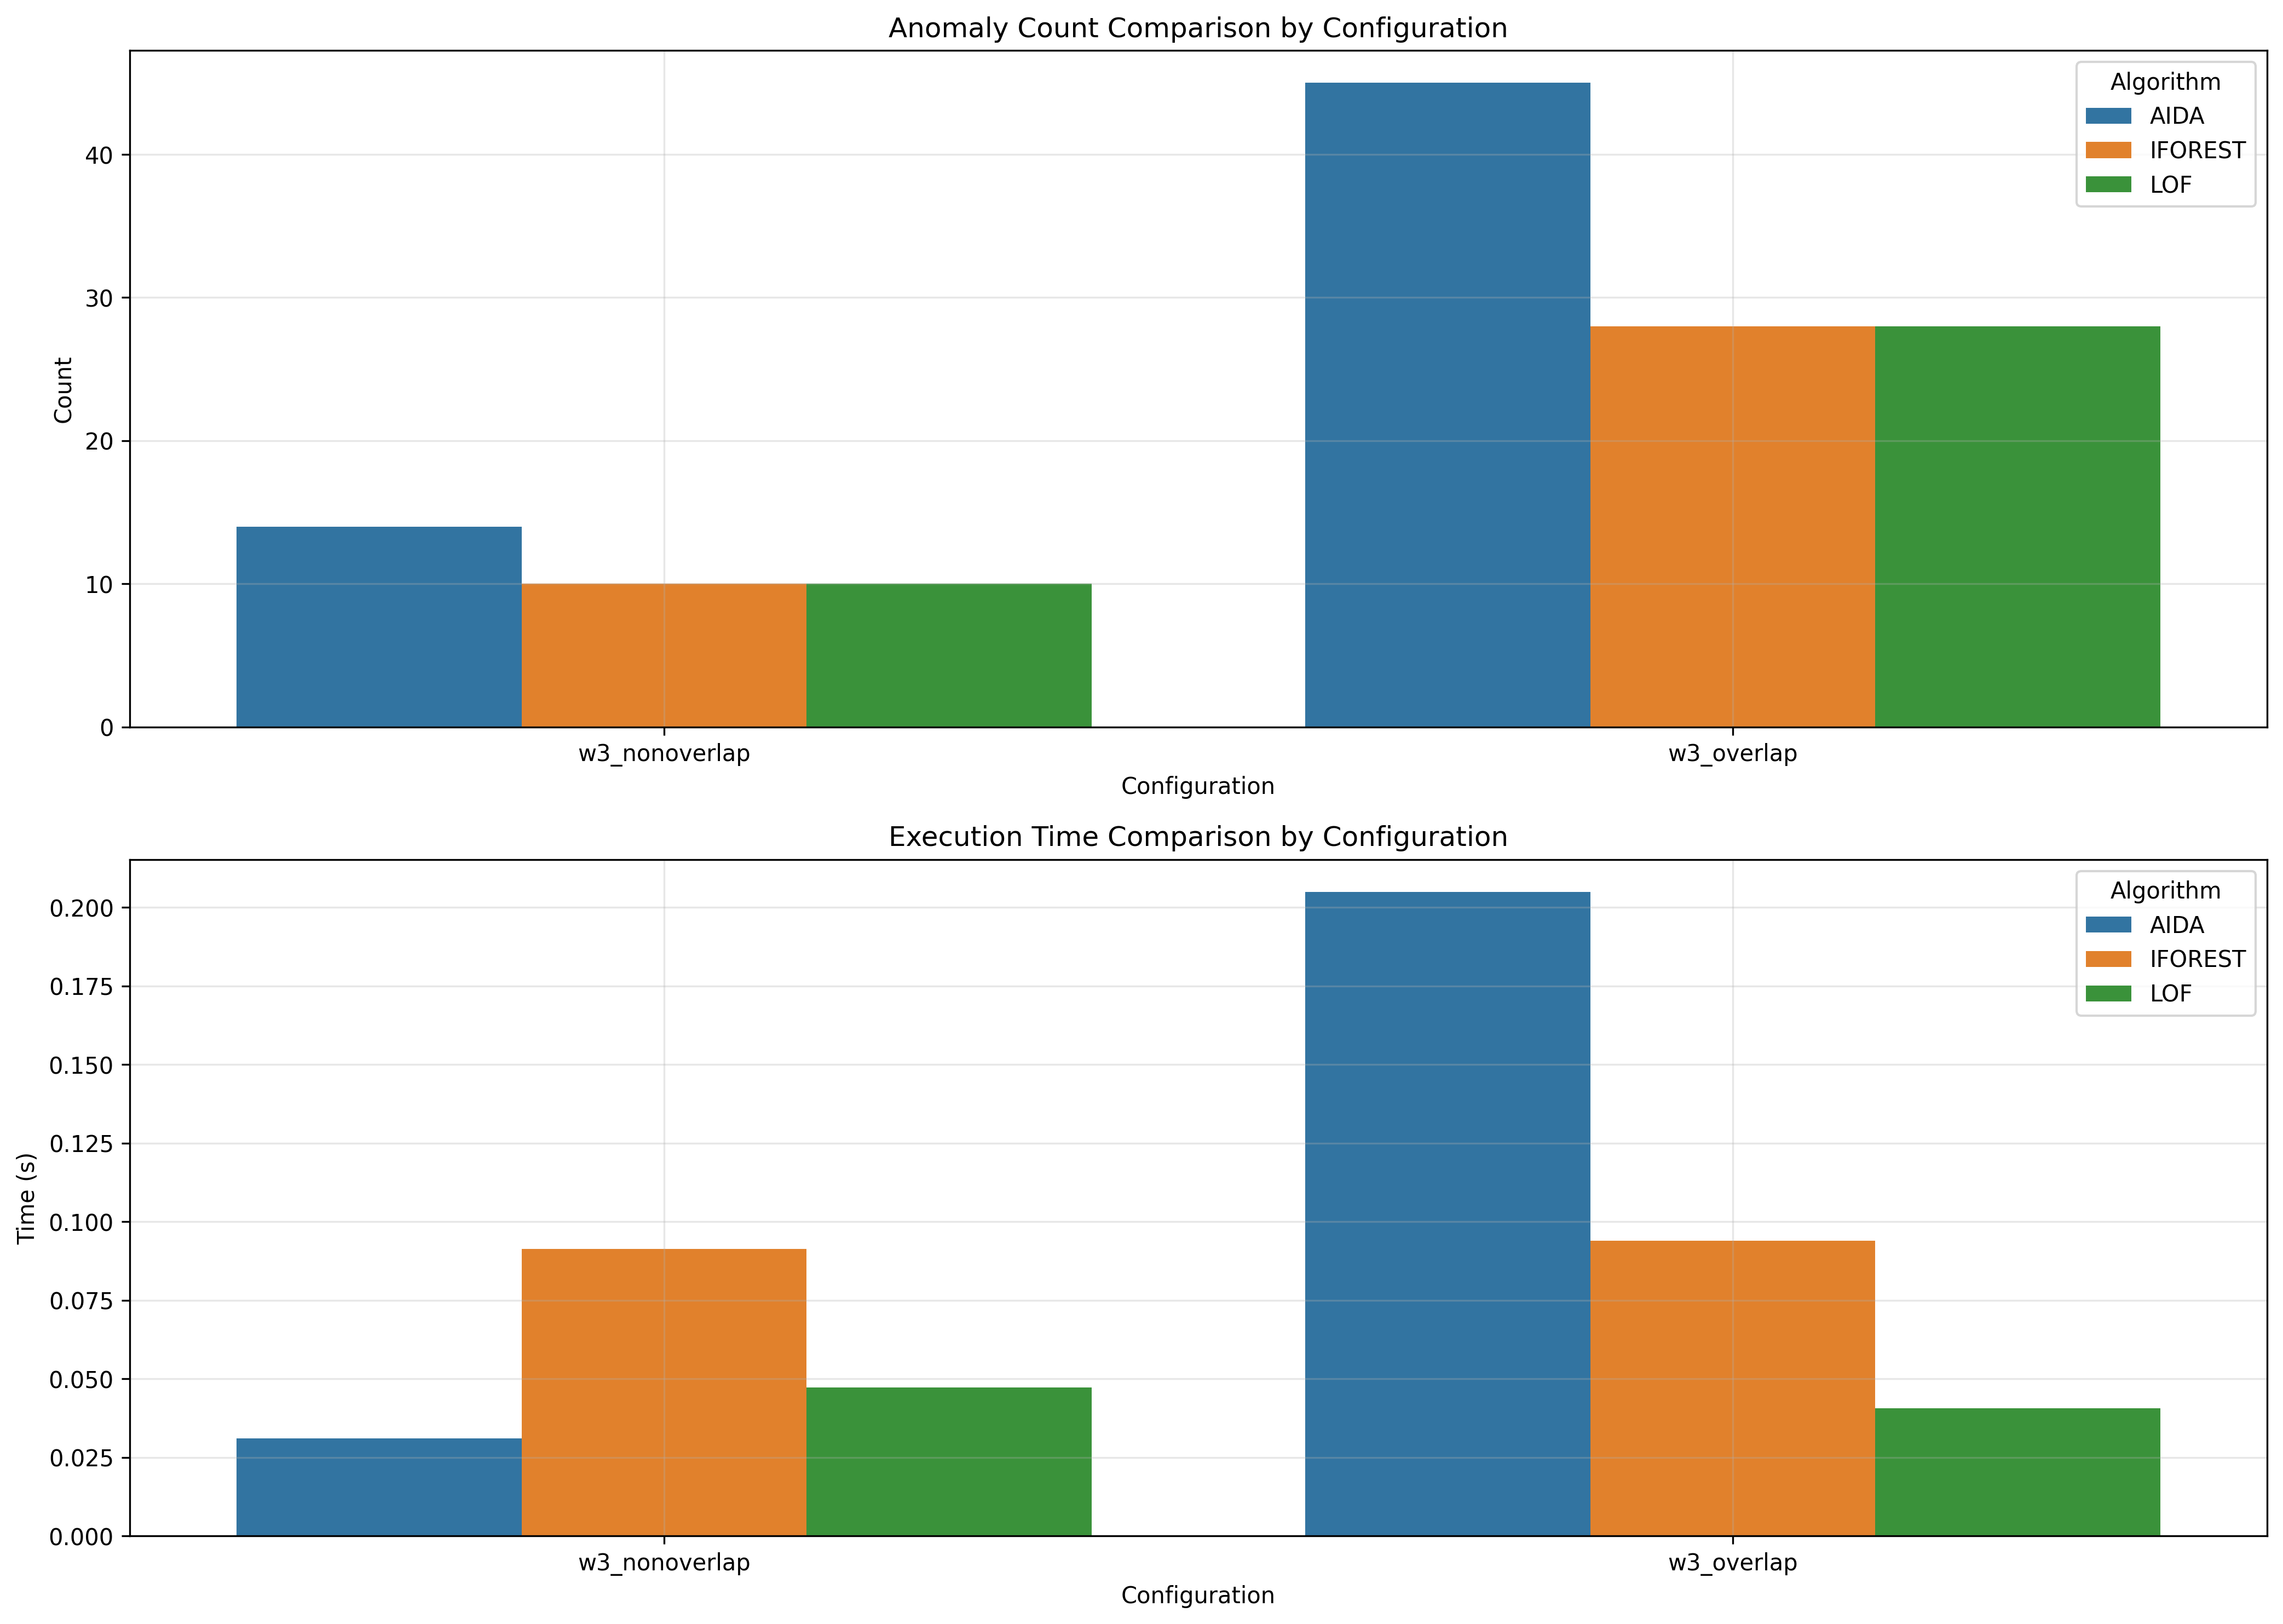 Anomaly Count Comparison by Configuration
Algorithm
AIDA
IFOREST
LOF
Count
40
30
20
10
0
w3_nonoverlap
w3_overlap
Configuration
Execution Time Comparison by Configuration
Algorithm
AIDA
IFOREST
LOF
Time (s)
0.200
0.175
0.150
0.125
0.100
0.075
0.050
0.025
0.000
w3_nonoverlap
w3_overlap
Configuration